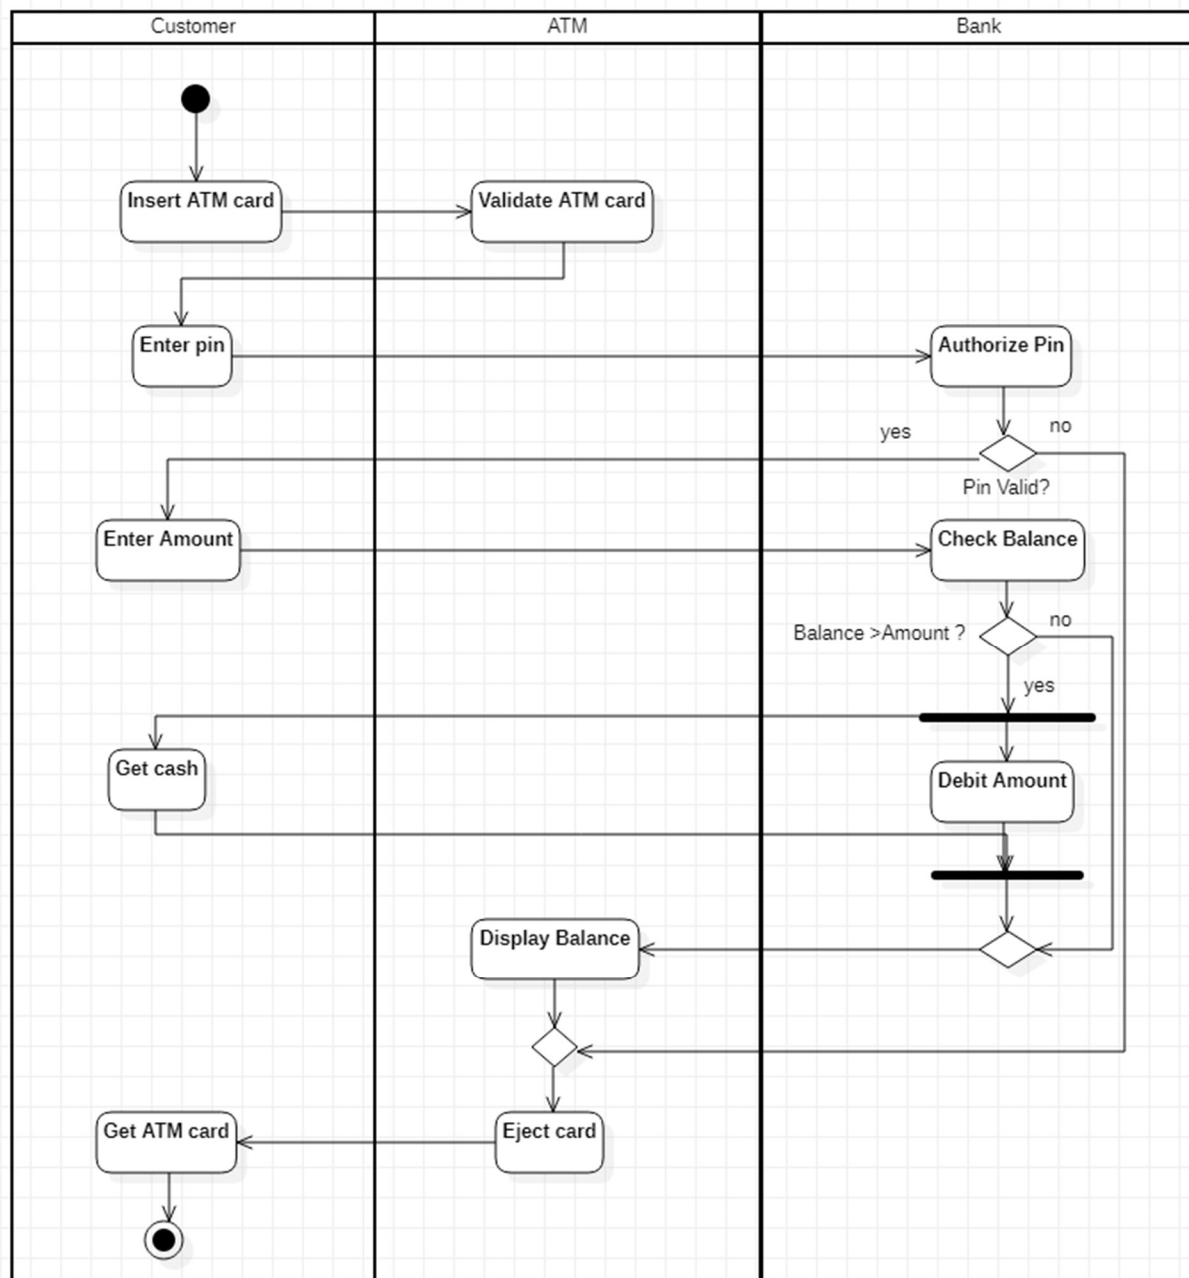 Customer
ATM
Bank
Insert ATM card
Validate ATM card
Enter pin
Authorize Pin
yes
no
Pin Valid?
Enter Amount
Check Balance
Balance >Amount ?
no
yes
Get cash
Debit Amount
Display Balance
Get ATM card
Eject card